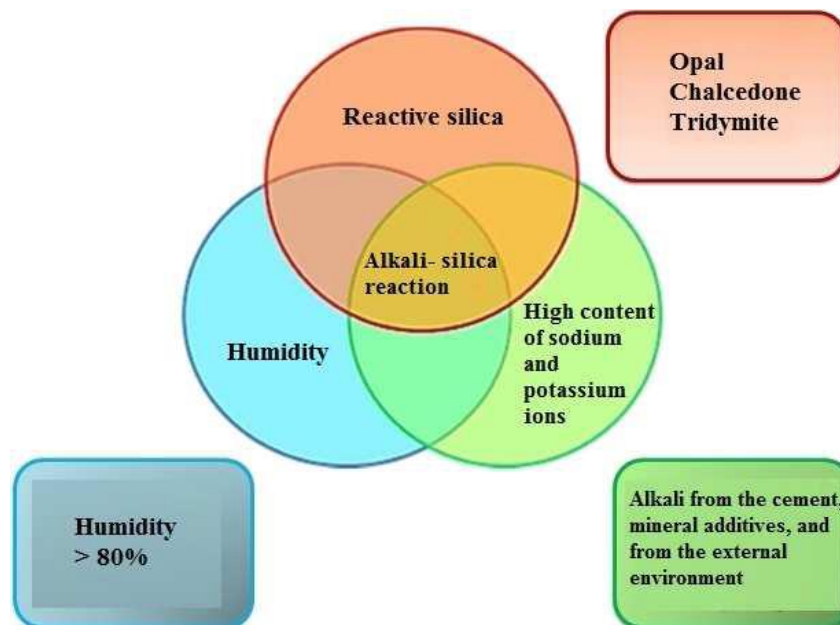 Opal
Chalcedone
Tridymite
Reactive silica
Alkali- silica
reaction
High content
of sodium
and
potassium
ions
Humidity
Humidity
> 80%
Alkali from the cement,
mineral additives, and
from the external
environment